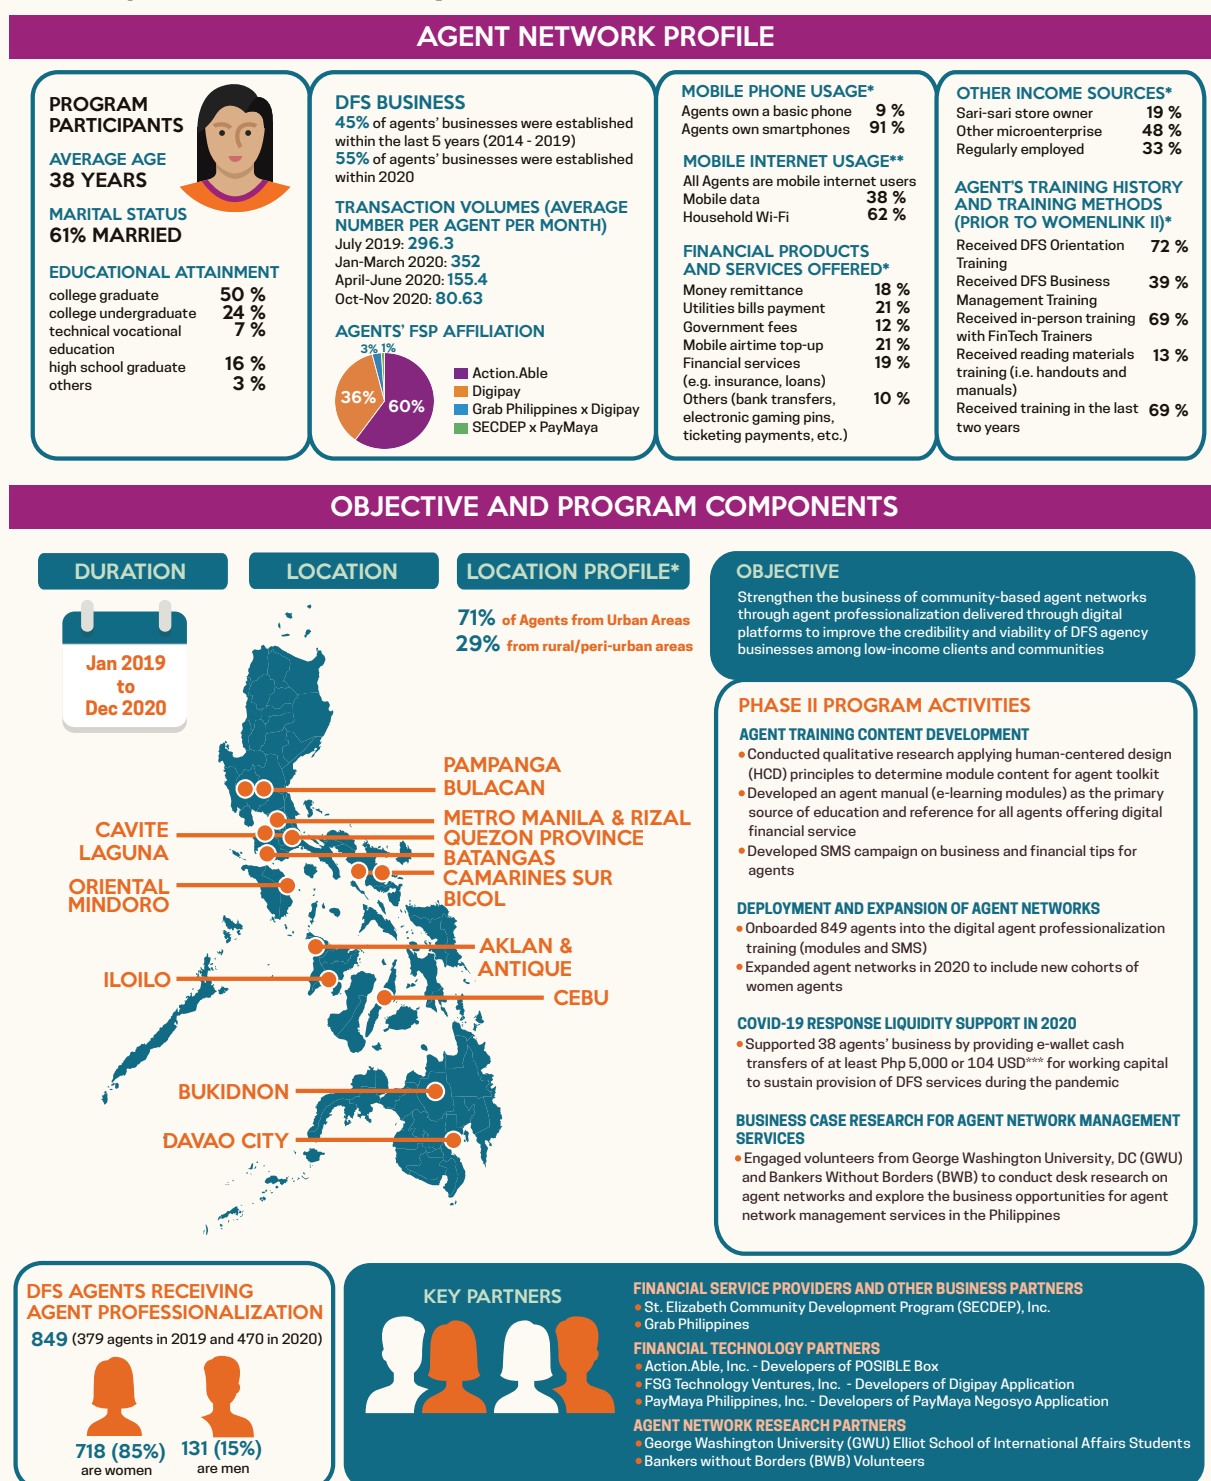 AGENT NETWORK PROFILE
PROGRAM
PARTICIPANTS
AVERAGE AGE
38 YEARS
MARITAL STATUS
61% MARRIED
EDUCATIONAL ATTAINMENT
college graduate 50 %
college undergraduate 24 %
technical vocational 7 %
education
high school graduate 16 %
others 3 %
DFS BUSINESS
45% of agents' businesses were established
within the last 5 years (2014 - 2019)
55% of agents' businesses were established
within 2020
TRANSACTION VOLUMES (AVERAGE
NUMBER PER AGENT PER MONTH)
July 2019: 296.3
Jan-March 2020: 352
April-June 2020: 155.4
Oct-Nov 2020: 80.63
AGENTS' FSP AFFILIATION
3% 1%
36%
60%
Action.Able
Digipay
Grab Philippines x Digipay
SECDEP x PayMaya
MOBILE PHONE USAGE*
Agents own a basic phone 9 %
Agents own smartphones 91 %
MOBILE INTERNET USAGE**
All Agents are mobile internet users
Mobile data 38 %
Household Wi-Fi 62 %
FINANCIAL PRODUCTS
AND SERVICES OFFERED*
Money remittance 18 %
Utilities bills payment 21 %
Government fees 12 %
Mobile airtime top-up 21 %
Financial services 19 %
(e.g. insurance, loans)
Others (bank transfers, 10 %
electronic gaming pins,
ticketing payments, etc.)
OTHER INCOME SOURCES*
Sari-sari store owner 19 %
Other microenterprise 48 %
Regularly employed 33 %
AGENT'S TRAINING HISTORY
AND TRAINING METHODS
(PRIOR TO WOMENLINK II)*
Received DFS Orientation 72 %
Training
Received DFS Business 39 %
Management Training
Received in-person training 69 %
with FinTech Trainers
Received reading materials 13 %
training (i.e. handouts and
manuals)
Received training in the last 69 %
two years
OBJECTIVE AND PROGRAM COMPONENTS
DURATION
Jan 2019
to
Dec 2020
LOCATION
LOCATION PROFILE*
71% of Agents from Urban Areas
29% from rural/peri-urban areas
PAMPANGA
BULACAN
METRO MANILA & RIZAL
CAVITE
QUEZON PROVINCE
LAGUNA
BATANGAS
CAMARINES SUR
ORIENTAL
MINDORO
BICOL
AKLAN &
ANTIQUE
ILOILO
CEBU
BUKIDNON
DAVAO CITY
OBJECTIVE
Strengthen the business of community-based agent networks
through agent professionalization delivered through digital
platforms to improve the credibility and viability of DFS agency
businesses among low-income clients and communities
PHASE II PROGRAM ACTIVITIES
AGENT TRAINING CONTENT DEVELOPMENT
• Conducted qualitative research applying human-centered design
(HCD) principles to determine module content for agent toolkit
• Developed an agent manual (e-learning modules) as the primary
source of education and reference for all agents offering digital
financial service
• Developed SMS campaign on business and financial tips for
agents
DEPLOYMENT AND EXPANSION OF AGENT NETWORKS
• Onboarded 849 agents into the digital agent professionalization
training (modules and SMS)
• Expanded agent networks in 2020 to include new cohorts of
women agents
COVID-19 RESPONSE LIQUIDITY SUPPORT IN 2020
• Supported 38 agents' business by providing e-wallet cash
transfers of at least Php 5,000 or 104 USD*** for working capital
to sustain provision of DFS services during the pandemic
BUSINESS CASE RESEARCH FOR AGENT NETWORK MANAGEMENT
SERVICES
• Engaged volunteers from George Washington University, DC (GWU)
and Bankers Without Borders (BWB) to conduct desk research on
agent networks and explore the business opportunities for agent
network management services in the Philippines
DFS AGENTS RECEIVING
AGENT PROFESSIONALIZATION
849 (379 agents in 2019 and 470 in 2020)
718 (85%)
are women
131 (15%)
are men
KEY PARTNERS
FINANCIAL SERVICE PROVIDERS AND OTHER BUSINESS PARTNERS
• St. Elizabeth Community Development Program (SECDEP), Inc.
• Grab Philippines
FINANCIAL TECHNOLOGY PARTNERS
• Action.Able, Inc. - Developers of POSIBLE Box
• FSG Technology Ventures, Inc. - Developers of Digipay Application
• PayMaya Philippines, Inc. - Developers of PayMaya Negosyo Application
AGENT NETWORK RESEARCH PARTNERS
• George Washington University (GWU) Elliot School of International Affairs Students
• Bankers without Borders (BWB) Volunteers